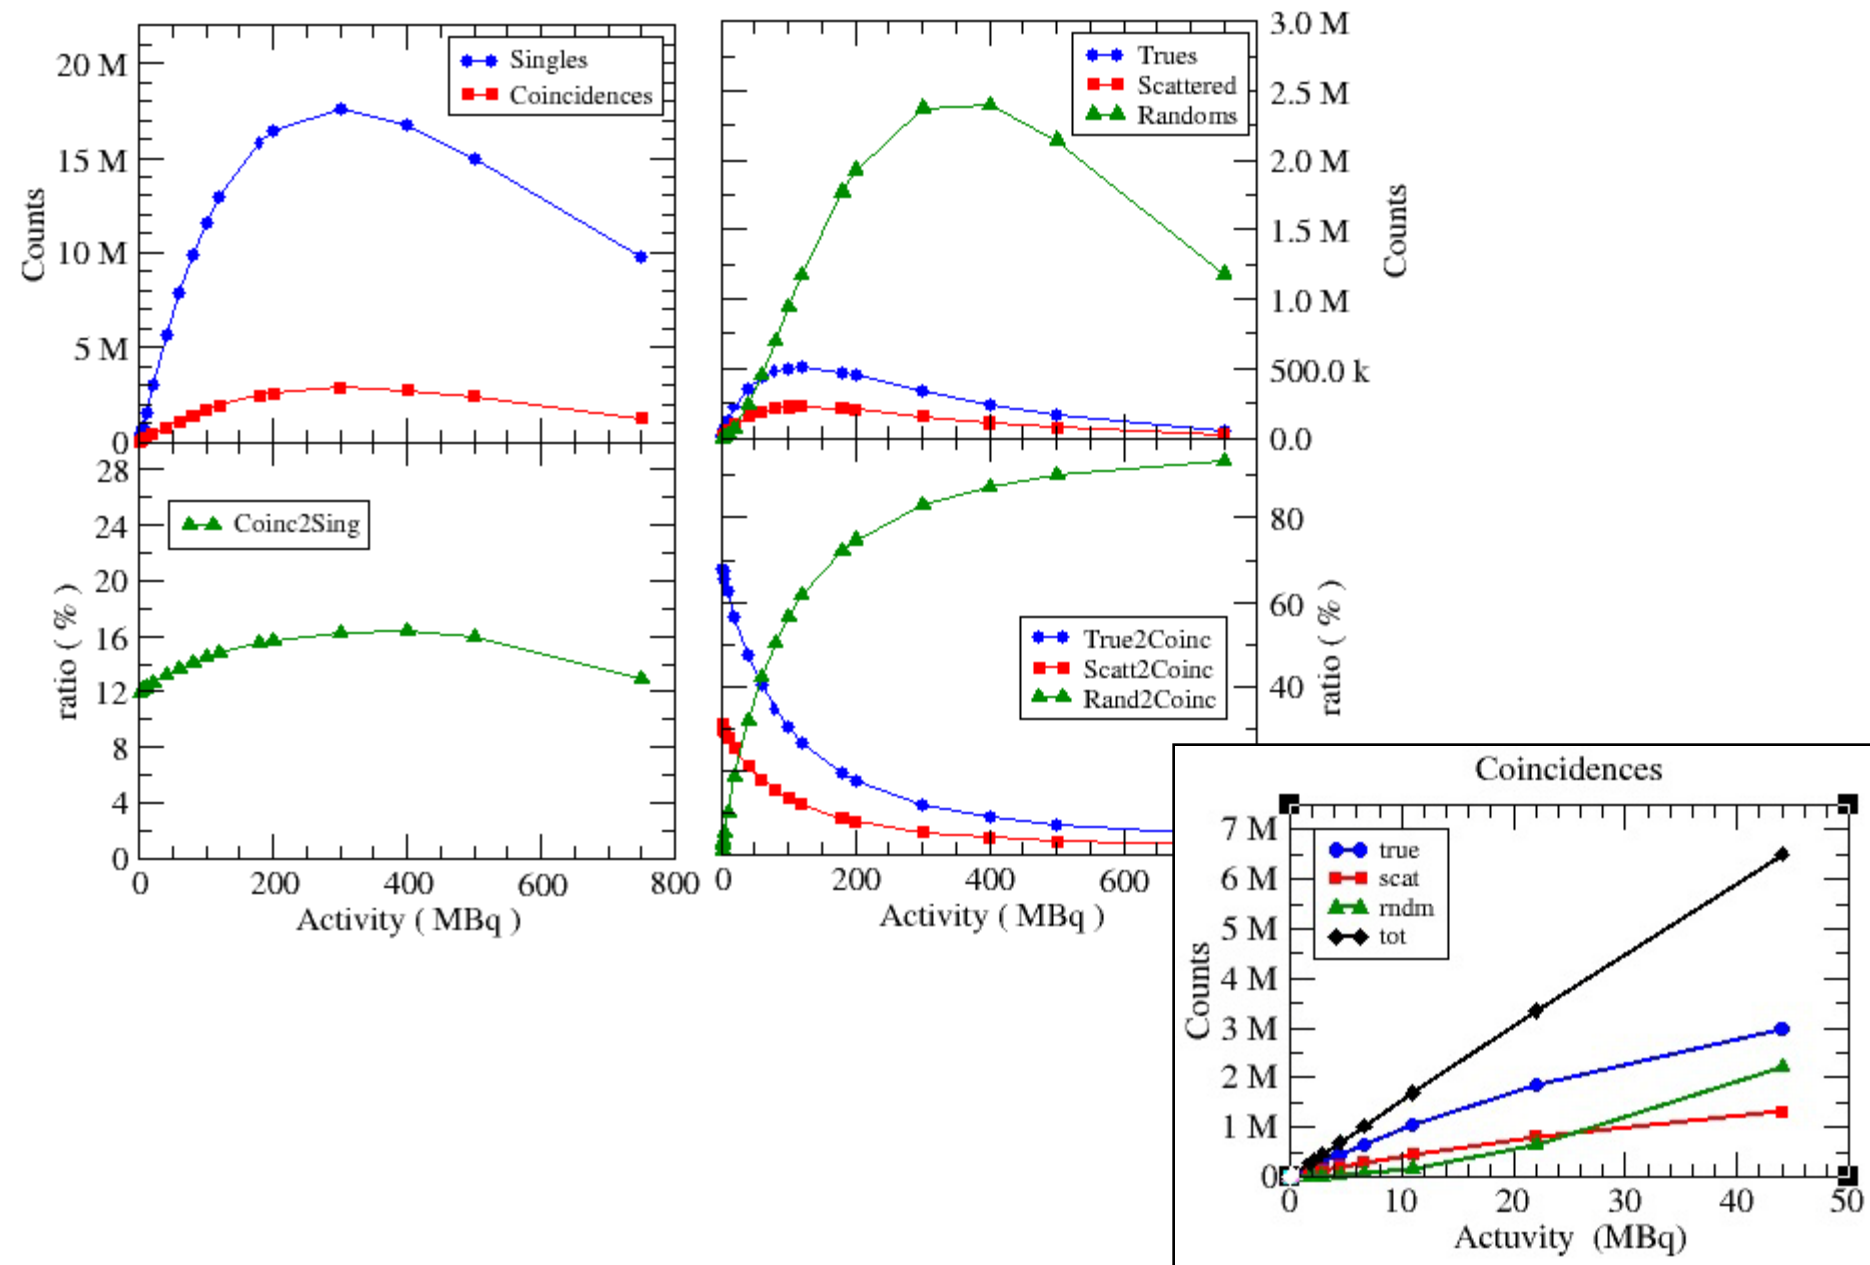 20 M
15 M
10 M
5 M
0
Counts
Singles
Coincidences
28
24
20
16
12
8
4
0
ratio ( % )
Coinc2Sing
0 200 400 600 800
Activity ( MBq )
Trues
Scattered
Randoms
3.0 M
2.5 M
2.0 M
1.5 M
1.0 M
500.0 k
0.0
Counts
80
60
40
ratio ( % )
True2Coinc
Scatt2Coinc
Rand2Coinc
0 200 400 600
Activity ( MBq )
Coincidences
7 M
6 M
5 M
4 M
3 M
2 M
1 M
0
Counts
true
scat
rndm
tot
0 10 20 30 40 50
Actuvity (MBq)